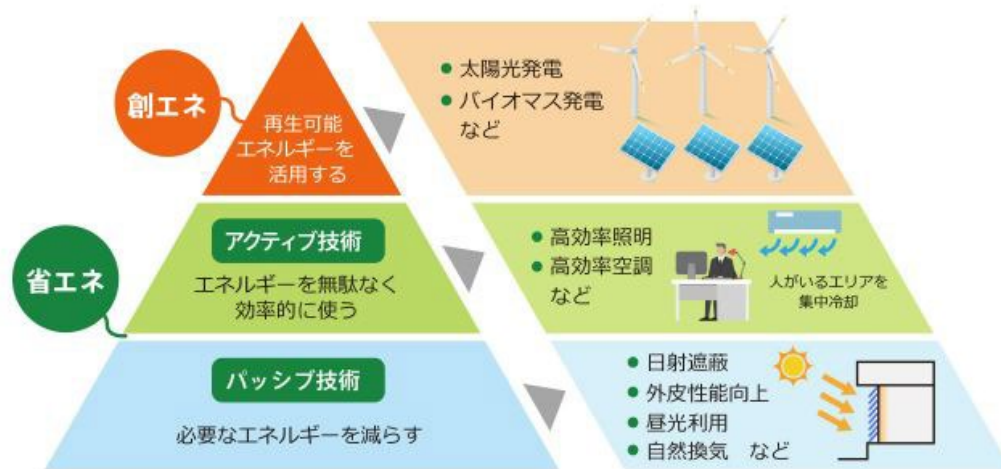 創エネ
再生可能
エネルギーを
活用する
● 太陽光発電
● バイオマス発電
など
省エネ
アクティブ技術
エネルギーを無駄なく
効率的に使う
● 高効率照明
● 高効率空調
など
人がいるエリアを
集中冷却
パッシブ技術
必要なエネルギーを減らす
● 日射遮蔽
● 外皮性能向上
● 昼光利用
● 自然換気 など